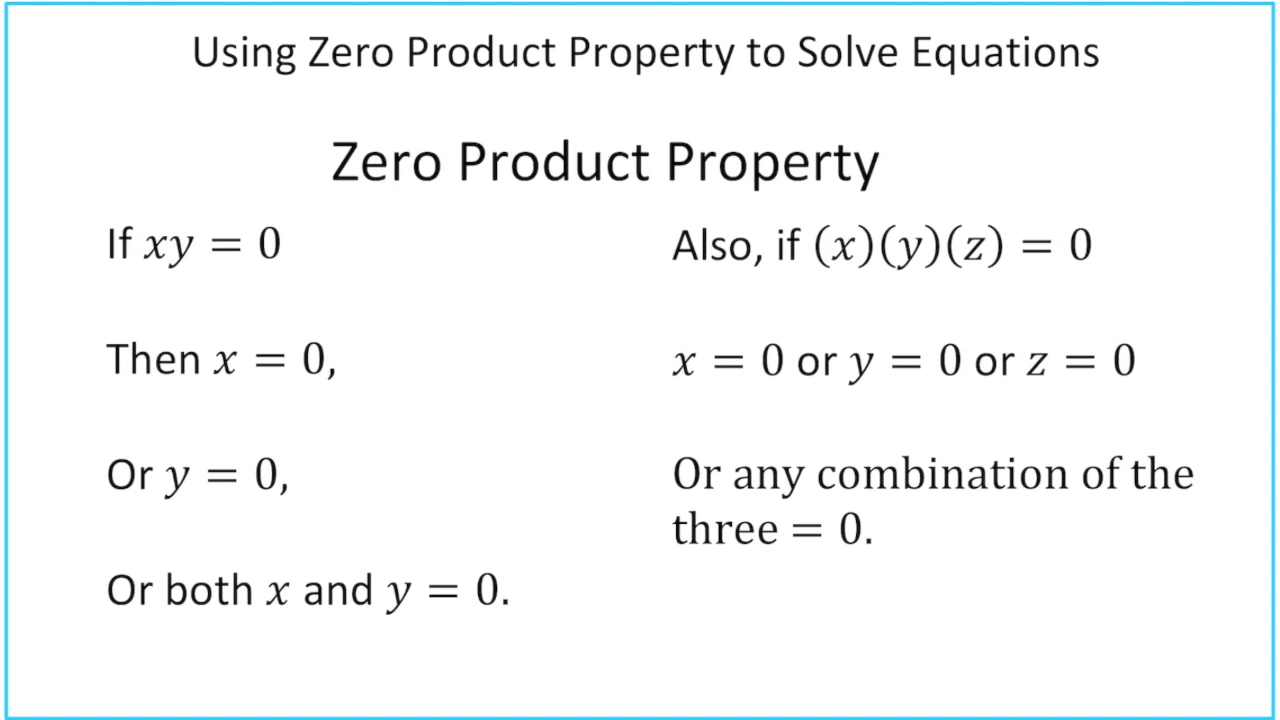 Using Zero Product Property to Solve Equations
Zero Product Property
If xy = 0
Then x = 0,
Or y = 0,
Or both x and y = 0.
Also, if (x)(y)(z) = 0
x = 0 or y = 0 or z = 0
Or any combination of the
three = 0.